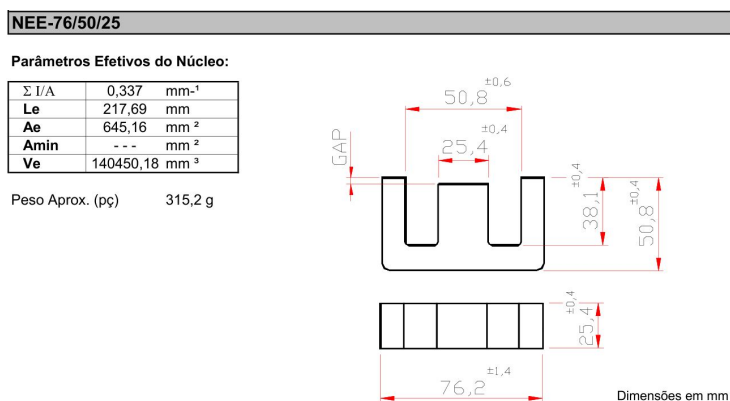 NEE-76/50/25
Parâmetros Efetivos do Núcleo:
Σ I/A 0,337 mm-¹
Le 217,69 mm
Ae 645,16 mm ²
Amin - - - mm ²
Ve 140450,18 mm ³
Peso Aprox. (pç) 315,2 g
50,8 ±0,6
25,4 ±0,4
GAP
38,1 ±0,4
50,8 ±0,4
25,4 ±0,4
76,2 ±1,4
Dimensões em mm